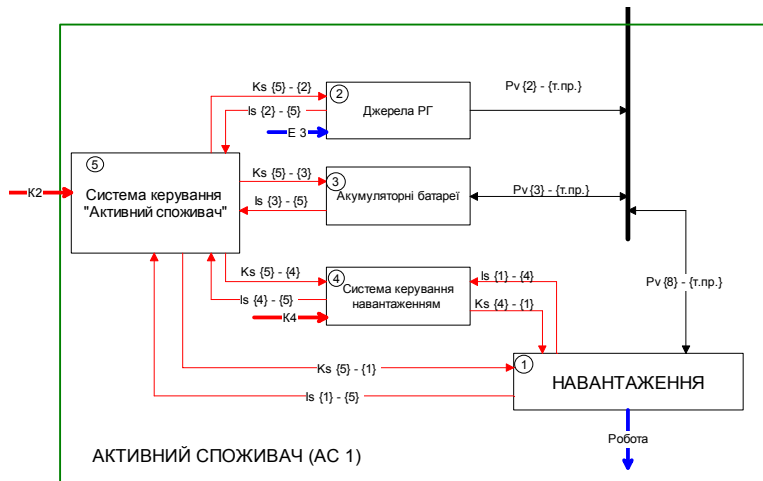 Ks {5} - {2}
2
Джерела РГ
Pv {2} - {т.пр.}
Is {2} - {5}
Е 3
5
Система керування
"Активний споживач"
К2
Ks {5} - {3}
3
Акумуляторні батареї
Pv {3} - {т.пр.}
Is {3} - {5}
Ks {5} - {4}
4
Система керування
навантаженням
Is {4} - {5}
К4
Is {1} - {4}
Ks {4} - {1}
Pv {8} - {т.пр.}
Ks {5} - {1}
1
НАВАНТАЖЕННЯ
Is {1} - {5}
Робота
АКТИВНИЙ СПОЖИВАЧ (АС 1)